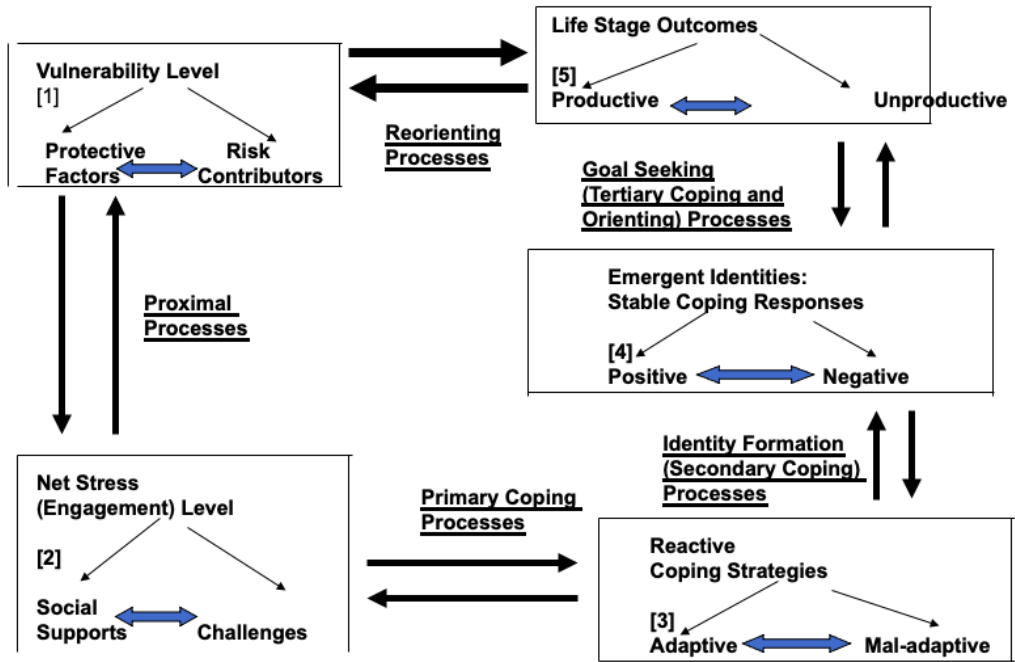 Vulnerability Level
[1]
Protective
Factors
Risk
Contributors
Reorienting
Processes
Life Stage Outcomes
[5]
Productive
Unproductive
Goal Seeking
(Tertiary Coping and
Orienting) Processes
Emergent Identities:
Stable Coping Responses
[4]
Positive
Negative
Proximal
Processes
Identity Formation
(Secondary Coping)
Processes
Net Stress
(Engagement) Level
[2]
Social
Supports
Challenges
Primary Coping
Processes
Reactive
Coping Strategies
[3]
Adaptive
Mal-adaptive